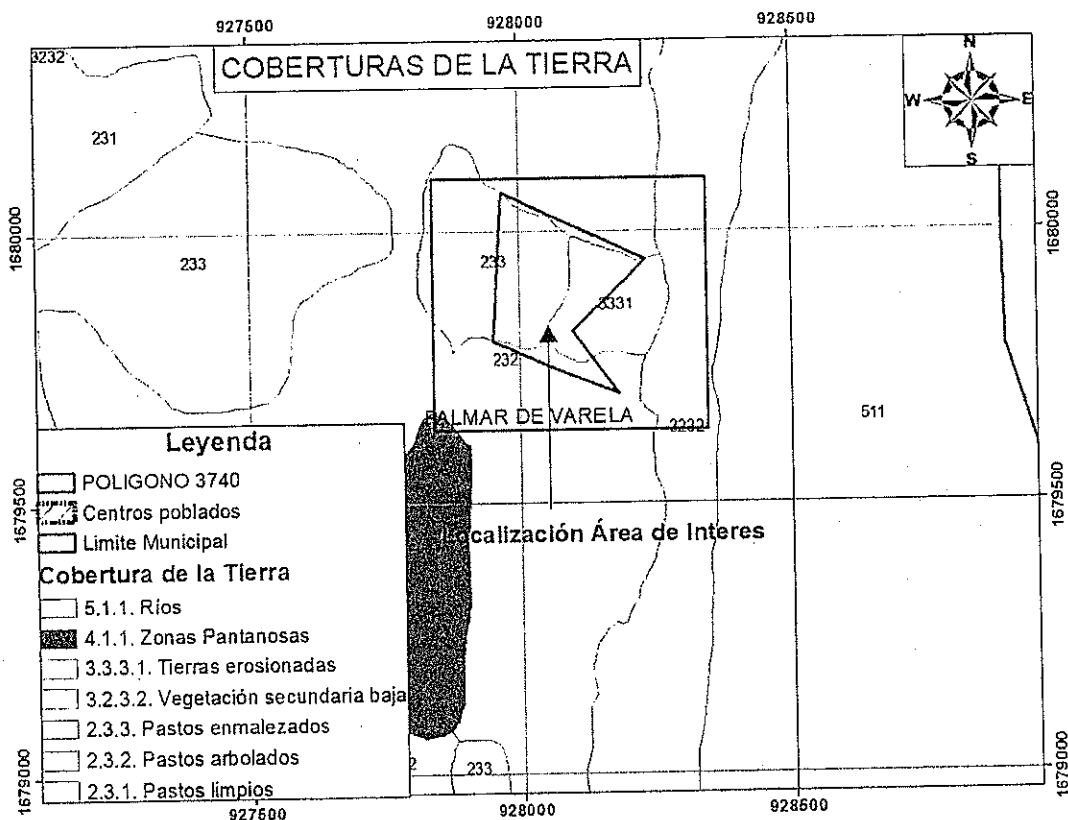 927500 928000 928500
COBERTURAS DE LA TIERRA
N
W E
S
3232
231
1680000
1680000
233
233
3331
232
PALMAR DE VARELA
3232
511
Leyenda
POLIGONO 3740
Centros poblados
Limite Municipal
1679500
1679500
Localización Área de Interes
Cobertura de la Tierra
5.1.1. Ríos
4.1.1. Zonas Pantanosas
3.3.3.1. Tierras erosionadas
3.2.3.2. Vegetación secundaria baja
2.3.3. Pastos enmalezados
2.3.2. Pastos arbolados
2.3.1. Pastos limpios
2
233
1679000
1679000
927500 928000 928500